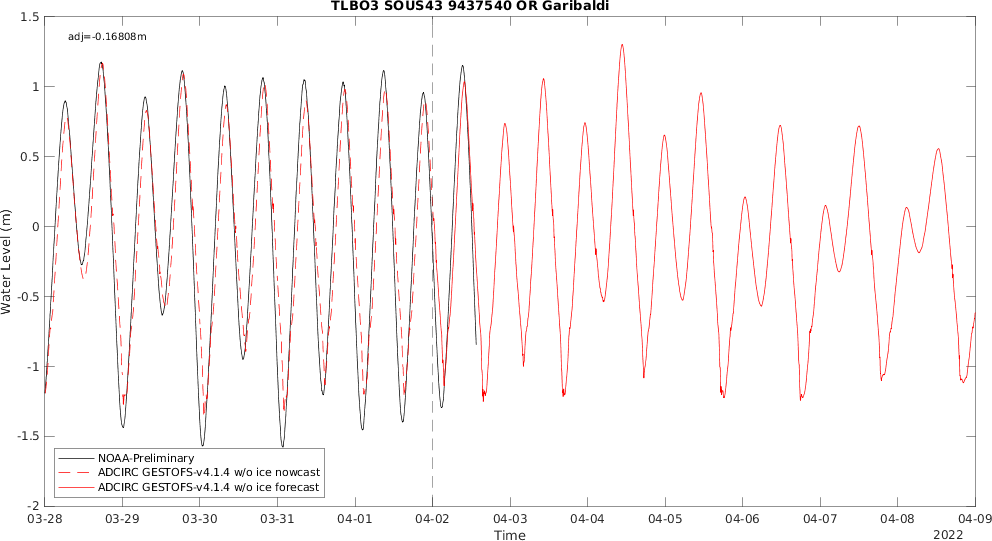 TLBO3 SOUS43 9437540 OR Garibaldi
adj=-0.16808m
1.5
1
0.5
0
-0.5
-1
-1.5
-2
Water Level (m)
NOAA-Preliminary
ADCIRC GESTOFS-v4.1.4 w/o ice nowcast
ADCIRC GESTOFS-v4.1.4 w/o ice forecast
03-28 03-29 03-30 03-31 04-01 04-02 04-03 04-04 04-05 04-06 04-07 04-08 04-09
Time
2022